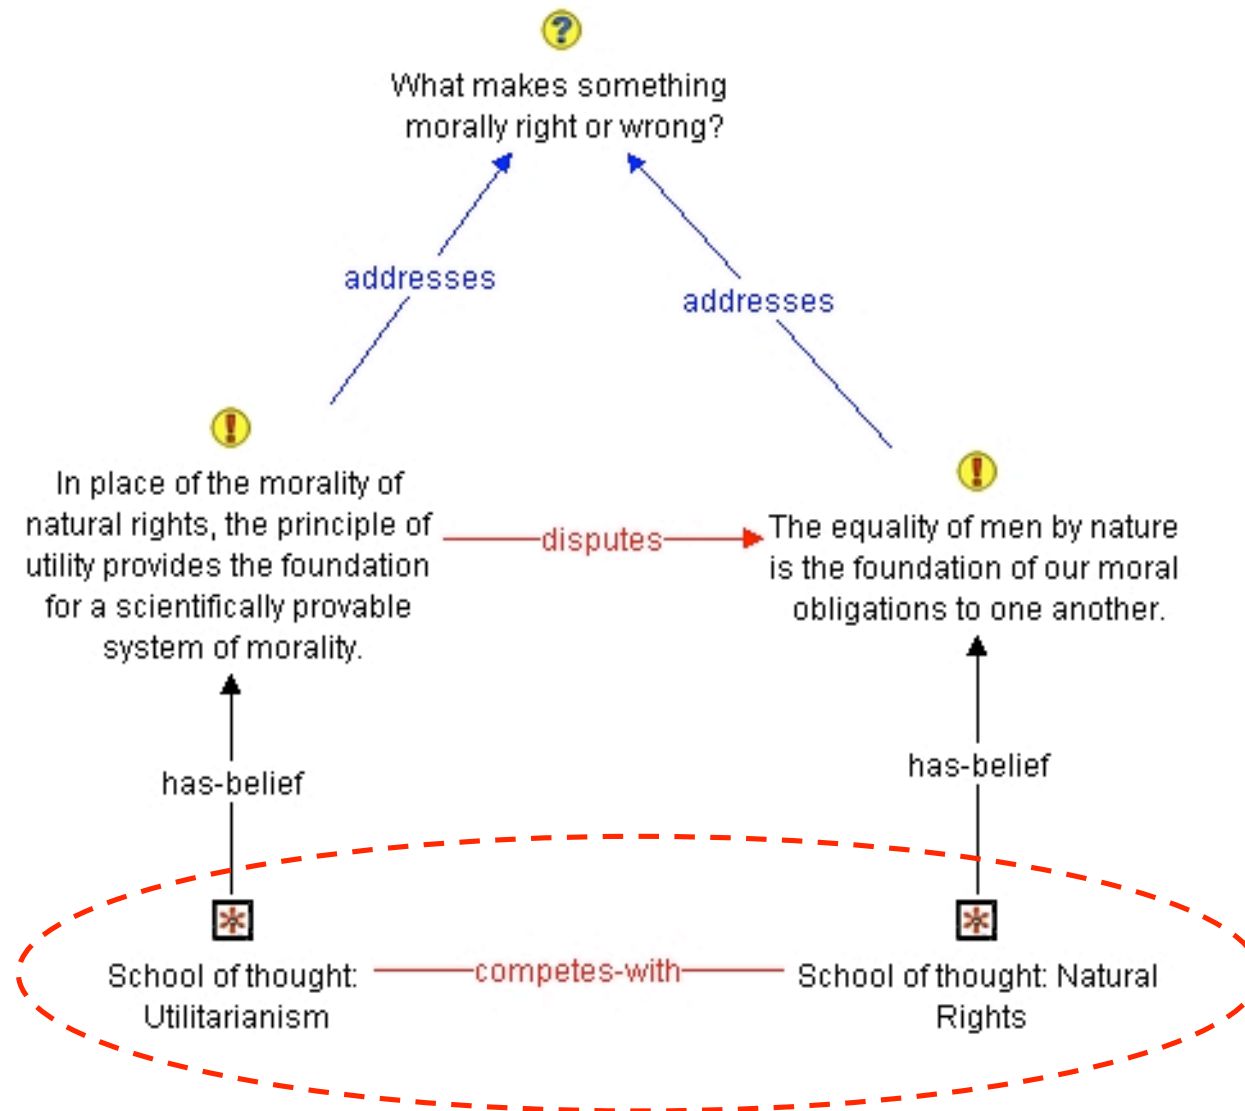 What makes something
morally right or wrong?
addresses
addresses
In place of the morality of
natural rights, the principle of
utility provides the foundation
for a scientifically provable
system of morality.
disputes
The equality of men by nature
is the foundation of our moral
obligations to one another.
has-belief
has-belief
School of thought:
Utilitarianism
competes-with
School of thought: Natural
Rights